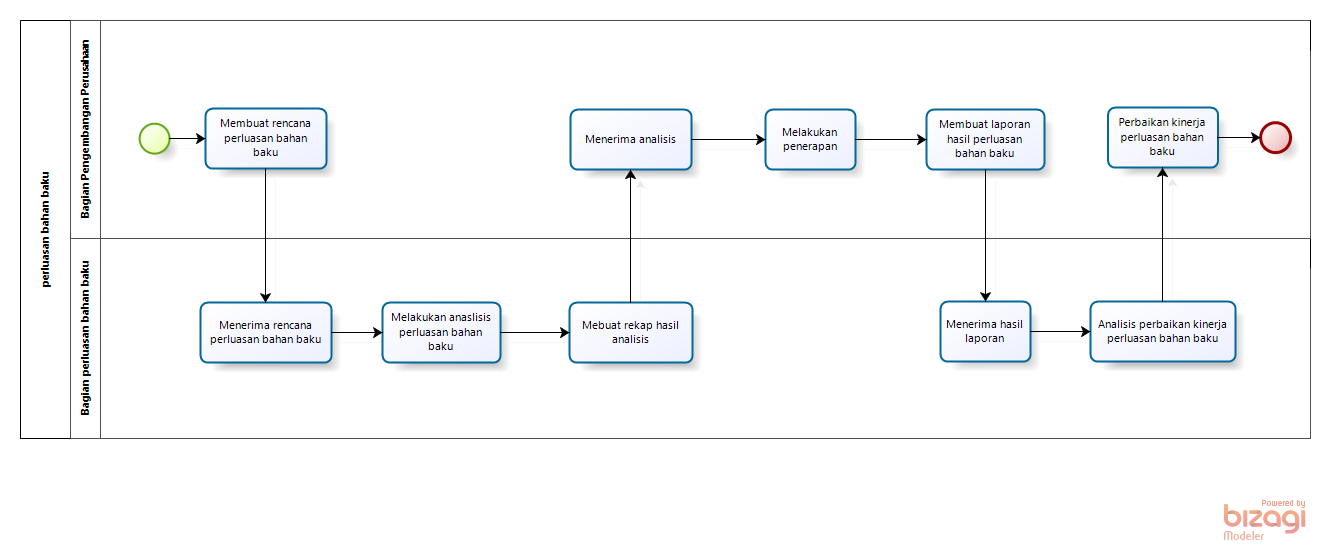 perluasan bahan baku
Bagian Pengembangan Perusahaan
Membuat rencana
perluasan bahan
baku
Menerima analisis
Melakukan
penerapan
Membuat laporan
hasil perluasan
bahan baku
Perbaikan kinerja
perluasan bahan
baku
Bagian perluasan bahan baku
Menerima rencana
perluasan bahan baku
Melakukan anaslisis
perluasan bahan
baku
Mebuat rekap hasil
analisis
Menerima hasil
laporan
Analisis perbaikan kinerja
perluasan bahan baku
Powered by
bizagi
Modeler